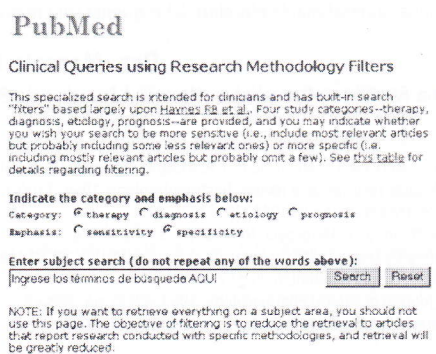 PubMed
Clinical Queries using Research Methodology Filters
This specialized search is intended for clinicians and has built-in search
"filters" based largely upon Haynes RB et al.. Four study categories--therapy,
diagnosis, etiology, prognosis--are provided, and you may indicate whether
you wish your search to be more sensitive (i.e., include most relevant articles
but probably including some less relevant ones) or more specific (i.e.
including mostly relevant articles but probably omit a few). See this table for
details regarding filtering.
Indicate the category and emphasis below:
Category: therapy diagnosis etiology prognosis
Emphasis: sensitivity specificity
Enter subject search (do not repeat any of the words above):
Ingrese los términos de búsqueda AQUÍ Search Reset
NOTE: If you want to retrieve everything on a subject area, you should not
use this page. The objective of filtering is to reduce the retrieval to articles
that report research conducted with specific methodologies, and retrieval will
be greatly reduced.